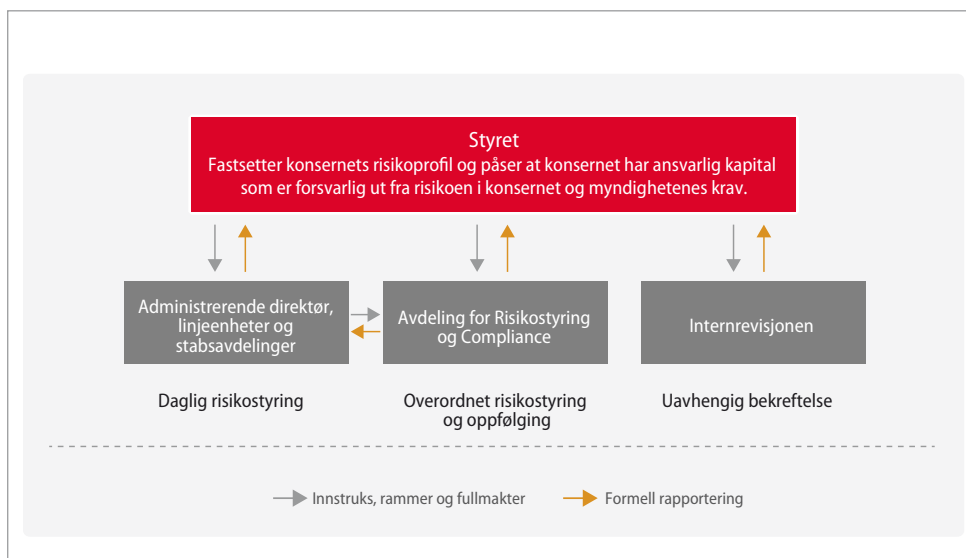 Styret
Fastsetter konsernets risikoprofil og påser at konsernet har ansvarlig kapital
som er forsvarlig ut fra risikoen i konsernet og myndighetenes krav.
Administrerende direktør,
linjeenheter og
stabsavdelinger
Avdeling for Risikostyring
og Compliance
Internrevisjonen
Daglig risikostyring
Overordnet risikostyring
og oppfølging
Uavhengig bekreftelse
Innstruks, rammer og fullmakter
Formell rapportering